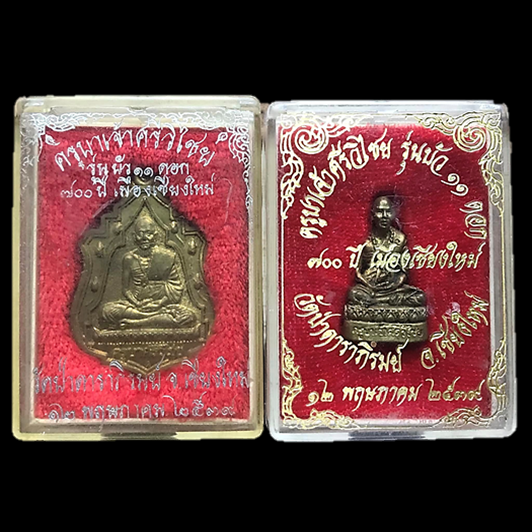 ครูบาเจ้าศรีวิไชย
รุ่นบัว ๑๑ ดอก
๗๐๐ ปี เมืองเชียงใหม่
วัดป่าดาราภิรมย์ จ.เชียงใหม่
๑๒ พฤษภาคม ๒๕๓๙
ครูบาเจ้าศรีวิไชย รุ่นบัว ๑๑ ดอก
๗๐๐ ปี เมืองเชียงใหม่
วัดป่าดาราภิรมย์ จ.เชียงใหม่
๑๒ พฤษภาคม ๒๕๓๙